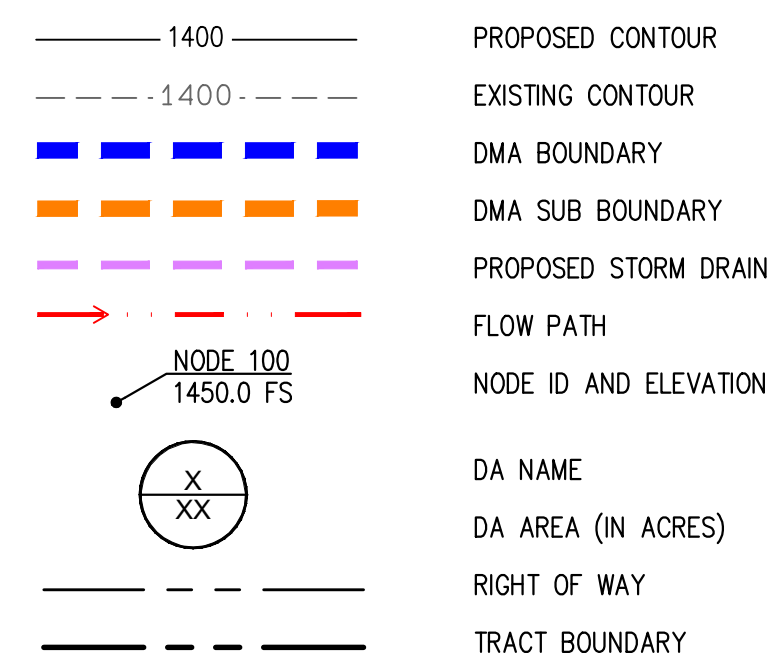 1400 PROPOSED CONTOUR
1400 EXISTING CONTOUR
DMA BOUNDARY
DMA SUB BOUNDARY
PROPOSED STORM DRAIN
FLOW PATH
NODE 100
1450.0 FS
NODE ID AND ELEVATION
X
XX
DA NAME
DA AREA (IN ACRES)
RIGHT OF WAY
TRACT BOUNDARY